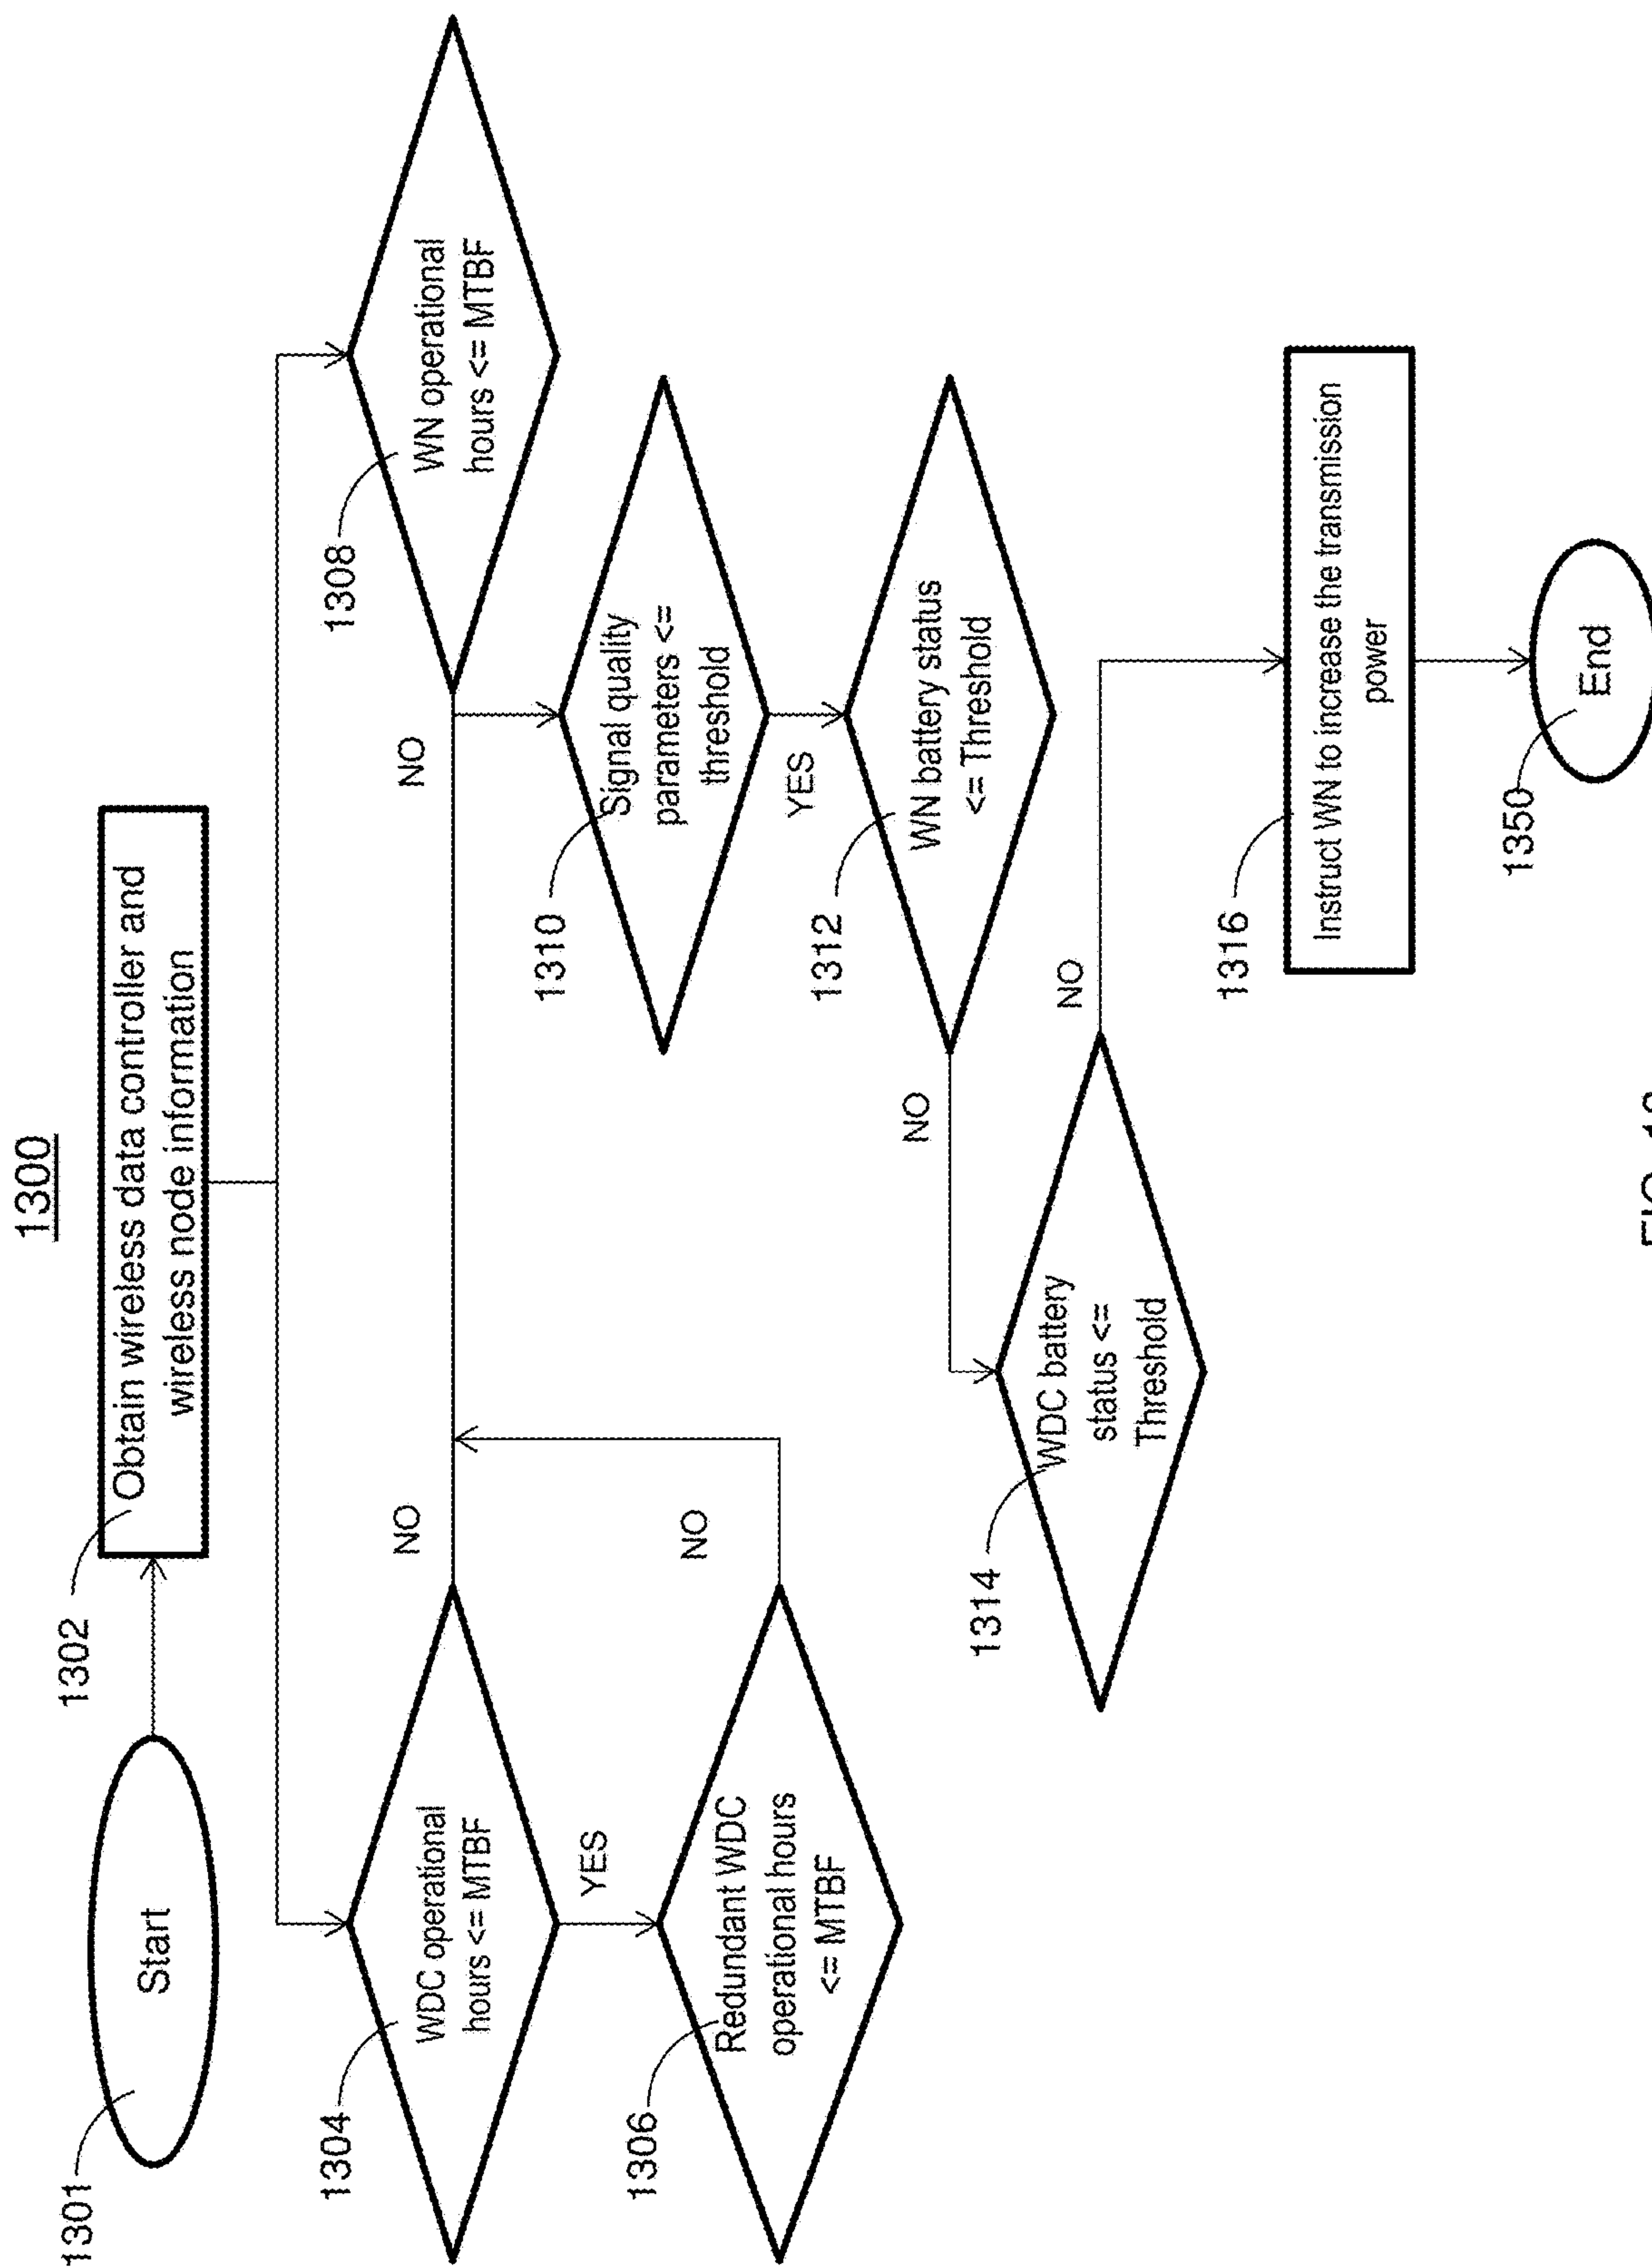 1300
1301
Start
1302
Obtain wireless data controller and
wireless node information
1304
WDC operational
hours <= MTBF
NO
NO
1308
WN operational
hours <= MTBF
YES
1306
Redundant WDC
operational hours
<= MTBF
NO
1310
Signal quality
parameters <=
threshold
YES
1312
WN battery status
<= Threshold
NO
1314
WDC battery
status <=
Threshold
NO
1316
Instruct WN to increase the transmission
power
1350
End